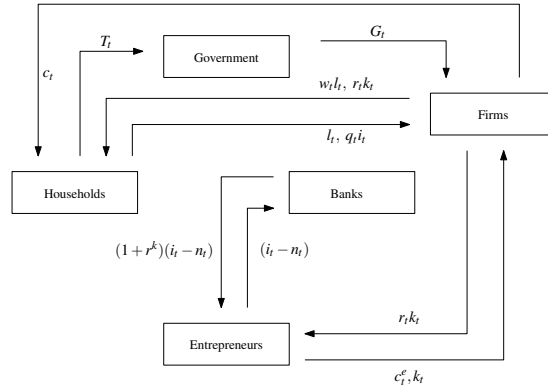 T_t
G_t
Government
c_t
w_t l_t, r_t k_t
Firms
l_t, q_t i_t
Households
Banks
(1 + r^k)(i_t − n_t)
(i_t − n_t)
r_t k_t
Entrepreneurs
c_t^e, k_t